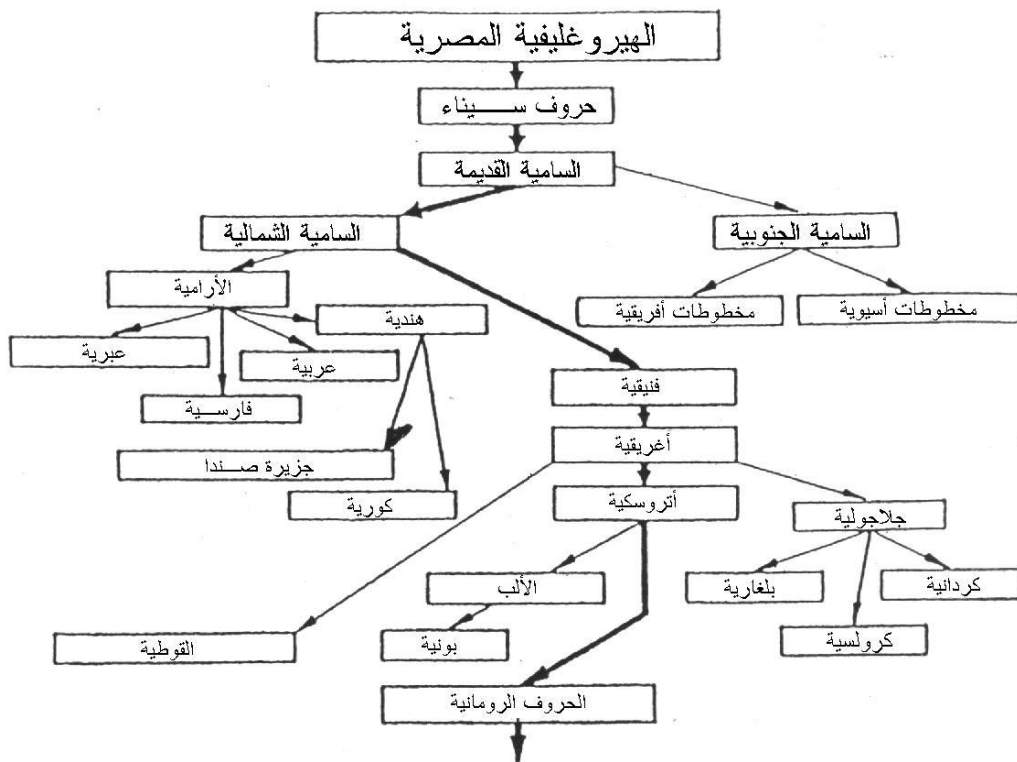 الهيروغليفية المصرية
حروف سـيناء
السامية القديمة
السامية الشمالية
السامية الجنوبية
الأرامية
هندية
مخطوطات أسيوية
مخطوطات أفريقية
عبرية
عربية
فنيقية
فارسـية
أغريقية
جزيرة صـندا
كورية
أتروسكية
جلاجولية
الألب
بلغارية
كردانية
القوطية
بونية
كرولسية
الحروف الرومانية